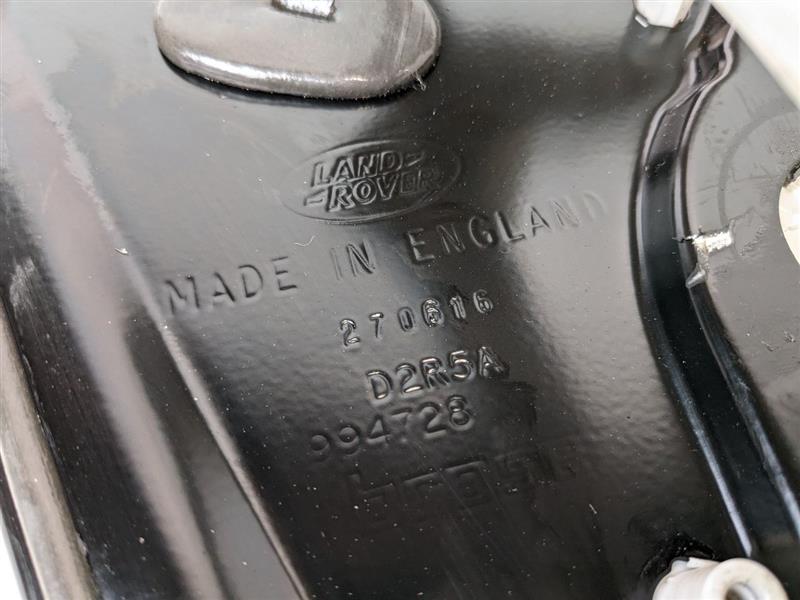 LAND-
-ROVER
MADE IN ENGLAND
270616
D2R5A
994728